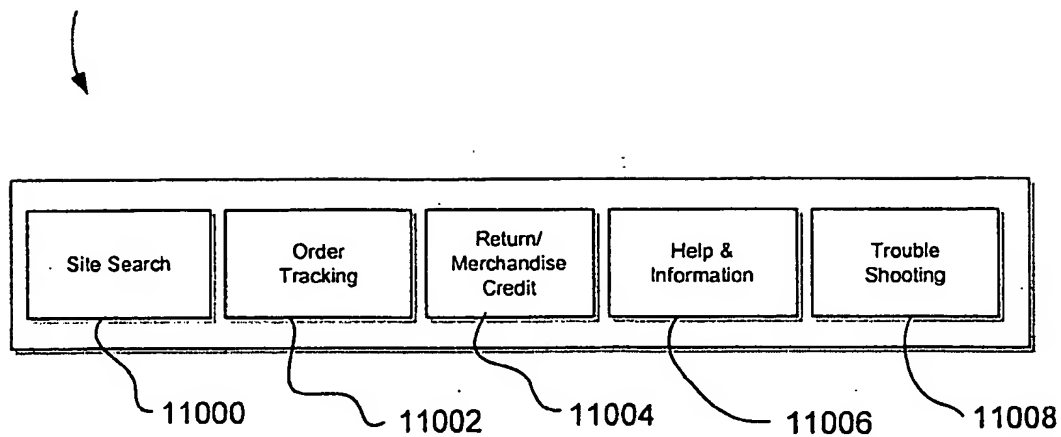 Site Search
Order
Tracking
Return/
Merchandise
Credit
Help &
Information
Trouble
Shooting
11000
11002
11004
11006
11008